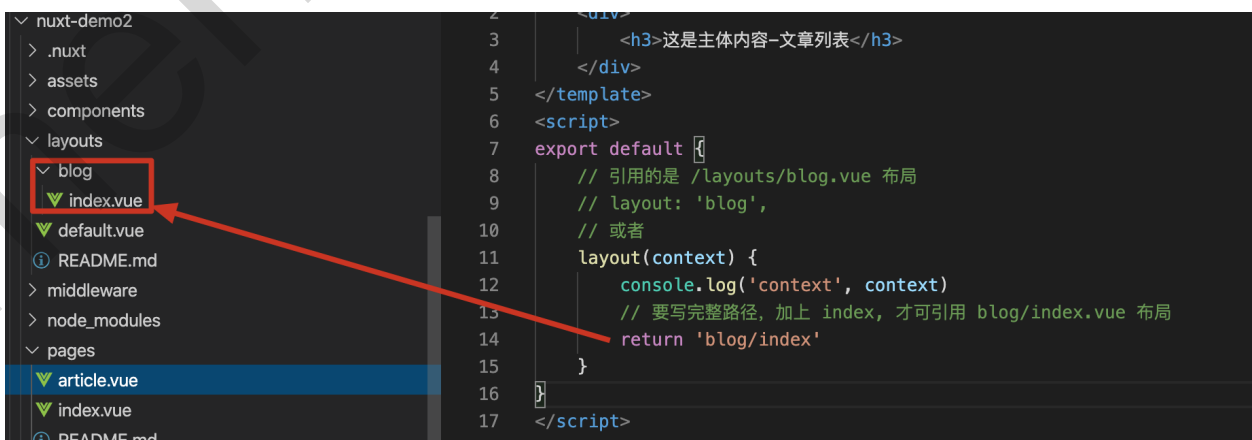 nuxt-demo2
.nuxt
assets
components
layouts
blog
index.vue
default.vue
README.md
middleware
node_modules
pages
article.vue
index.vue
README.md
2 <div>
3 <h3>这是主体内容-文章列表</h3>
4 </div>
5 </template>
6 <script>
7 export default {
8 // 引用的是 /layouts/blog.vue 布局
9 // layout: 'blog',
10 // 或者
11 layout(context) {
12 console.log('context', context)
13 // 要写完整路径，加上 index, 才可引用 blog/index.vue 布局
14 return 'blog/index'
15 }
16 }
17 </script>